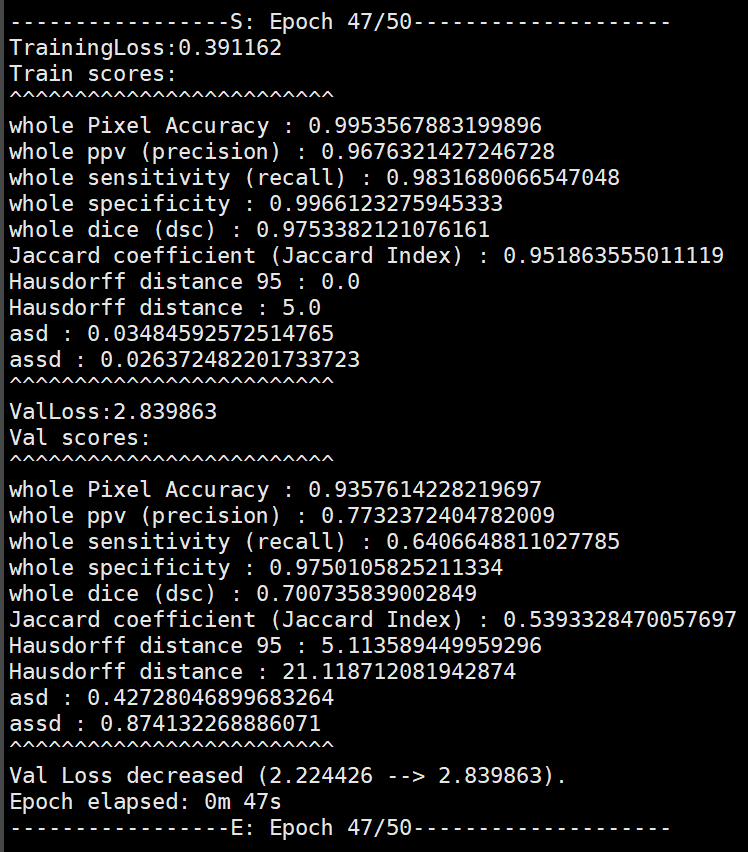 -----------------S: Epoch 47/50--------------------
TrainingLoss:0.391162
Train scores:
^^^^^^^^^^^^^^^^^^^^^^^^^
whole Pixel Accuracy : 0.9953567883199896
whole ppv (precision) : 0.9676321427246728
whole sensitivity (recall) : 0.9831680066547048
whole specificity : 0.9966123275945333
whole dice (dsc) : 0.9753382121076161
Jaccard coefficient (Jaccard Index) : 0.951863555011119
Hausdorff distance 95 : 0.0
Hausdorff distance : 5.0
asd : 0.03484592572514765
assd : 0.026372482201733723
^^^^^^^^^^^^^^^^^^^^^^^^^
ValLoss:2.839863
Val scores:
^^^^^^^^^^^^^^^^^^^^^^^^^
whole Pixel Accuracy : 0.9357614228219697
whole ppv (precision) : 0.7732372404782009
whole sensitivity (recall) : 0.6406648811027785
whole specificity : 0.9750105825211334
whole dice (dsc) : 0.700735839002849
Jaccard coefficient (Jaccard Index) : 0.5393328470057697
Hausdorff distance 95 : 5.113589449959296
Hausdorff distance : 21.118712081942874
asd : 0.42728046899683264
assd : 0.874132268886071
^^^^^^^^^^^^^^^^^^^^^^^^^
Val Loss decreased (2.224426 --> 2.839863).
Epoch elapsed: 0m 47s
-----------------E: Epoch 47/50--------------------